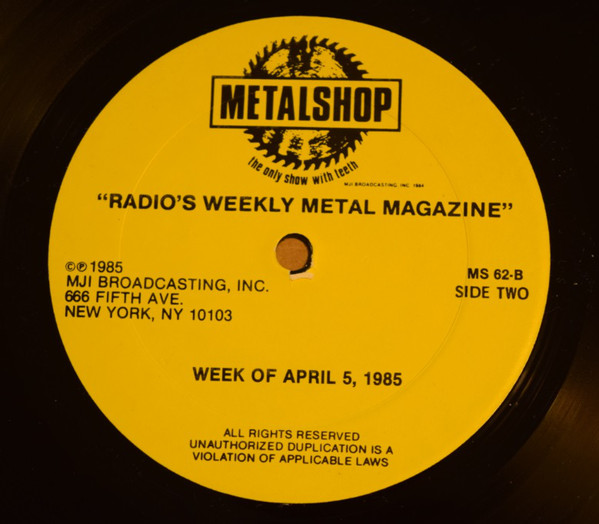 METALSHOP
the only show with teeth
MJI BROADCASTING, INC. 1984
“RADIO'S WEEKLY METAL MAGAZINE”
©℗ 1985
MJI BROADCASTING, INC.
666 FIFTH AVE.
NEW YORK, NY 10103
MS 62-B
SIDE TWO
WEEK OF APRIL 5, 1985
ALL RIGHTS RESERVED
UNAUTHORIZED DUPLICATION IS A
VIOLATION OF APPLICABLE LAWS